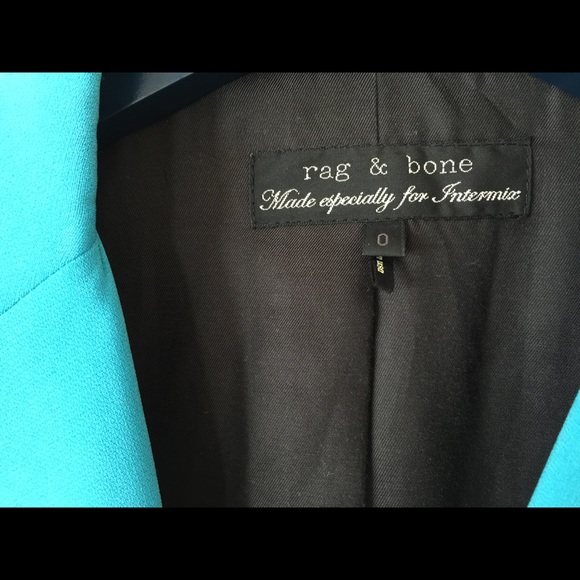 rag & bone
Made especially for Intermix
0